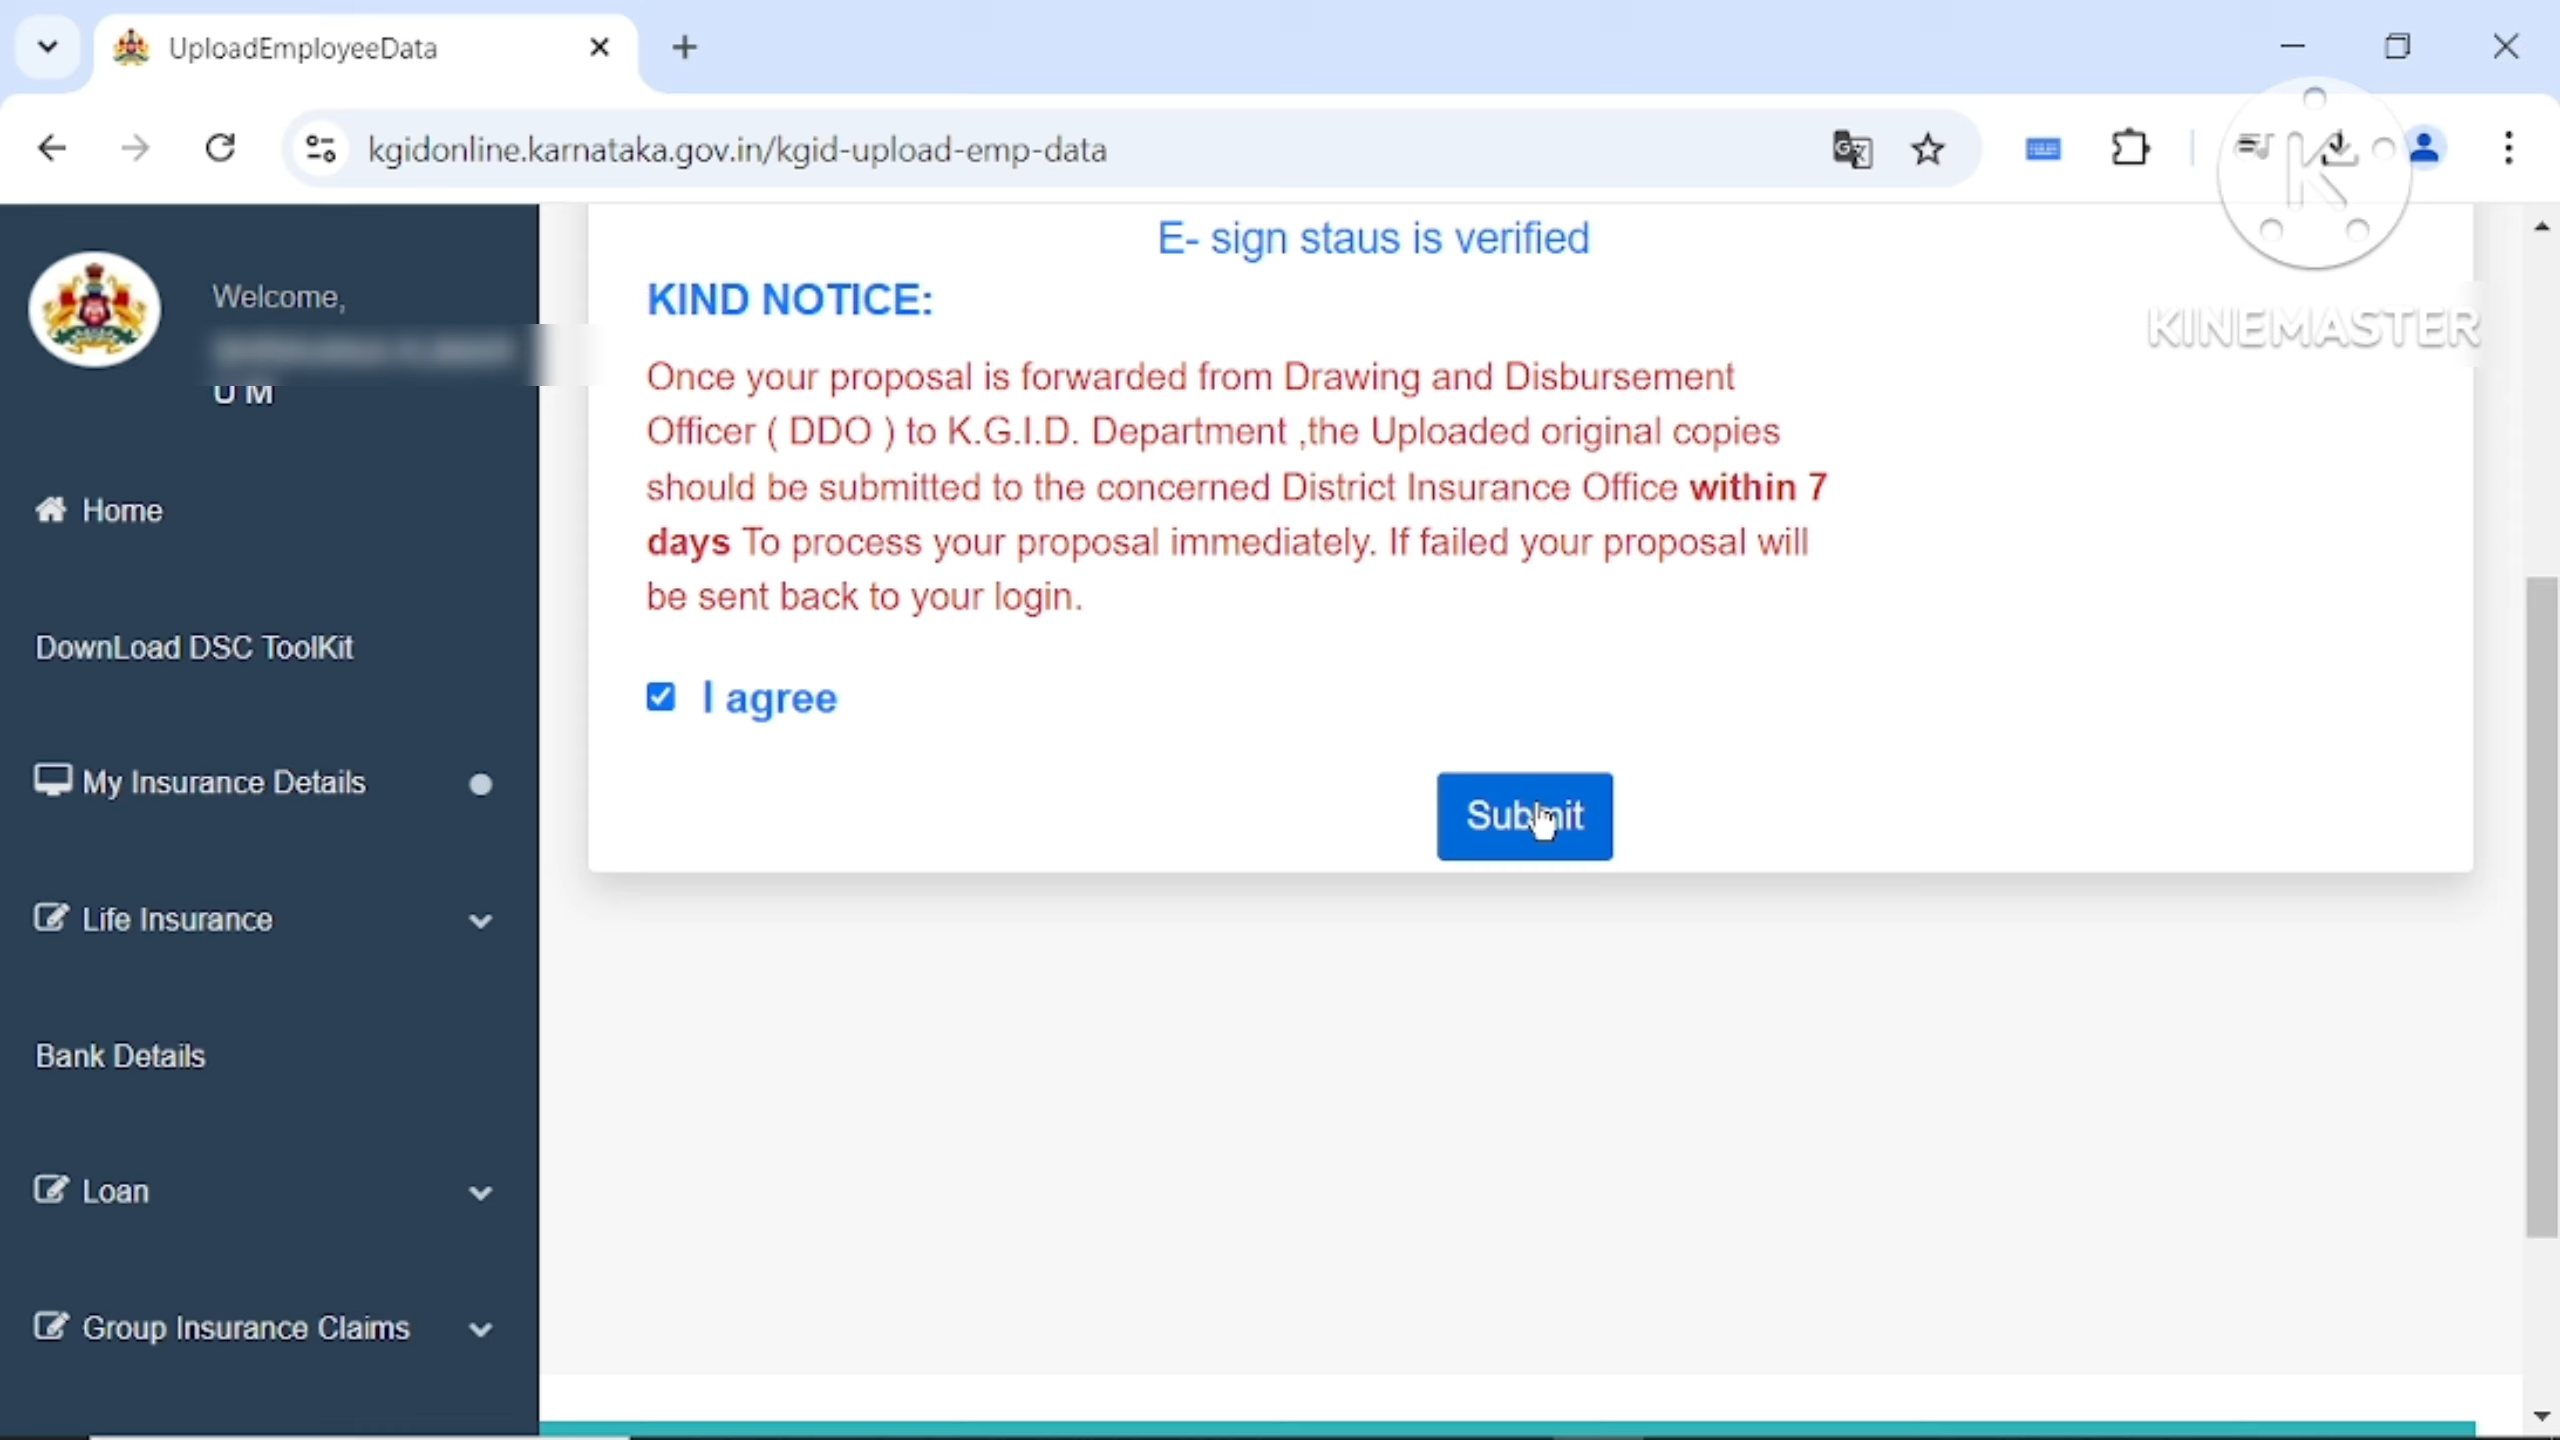 UploadEmployeeData
kgidonline.karnataka.gov.in/kgid-upload-emp-data
KINEMASTER
Welcome,
U M
Home
DownLoad DSC ToolKit
My Insurance Details
Life Insurance
Bank Details
Loan
Group Insurance Claims
E- sign staus is verified
KIND NOTICE:
Once your proposal is forwarded from Drawing and Disbursement
Officer ( DDO ) to K.G.I.D. Department ,the Uploaded original copies
should be submitted to the concerned District Insurance Office within 7
days To process your proposal immediately. If failed your proposal will
be sent back to your login.
I agree
Submit